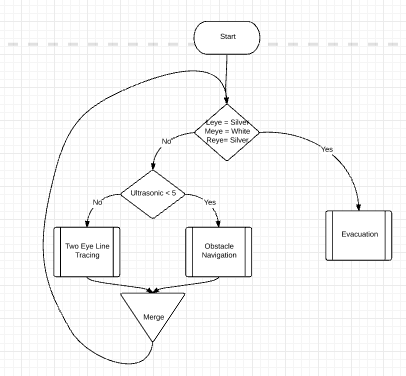 Start
Leye = Silver
Meye = White
Reye= Silver
No
Yes
Ultrasonic < 5
No
Yes
Two Eye Line
Tracing
Obstacle
Navigation
Evacuation
Merge